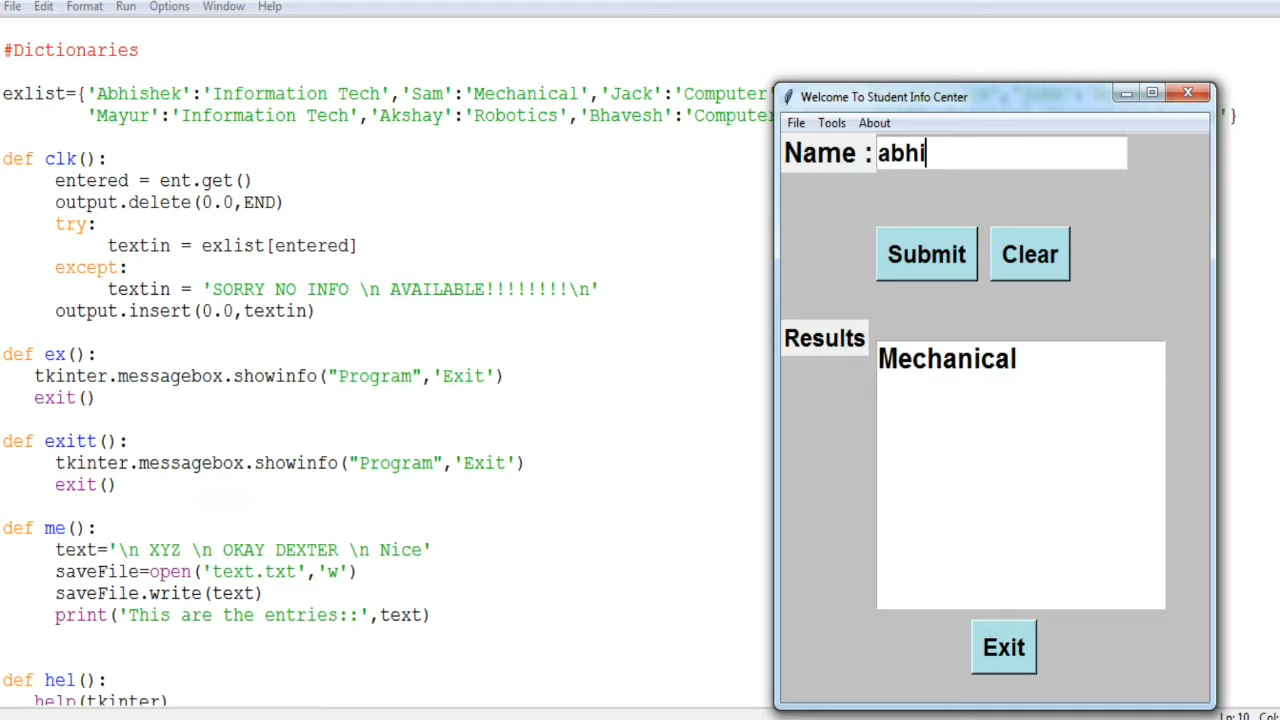 File Edit Format Run Options Window Help
#Dictionaries
exlist={'Abhishek':'Information Tech','Sam':'Mechanical','Jack':'Computer
'Mayur':'Information Tech','Akshay':'Robotics','Bhavesh':'Compute '}
def clk():
entered = ent.get()
output.delete(0.0,END)
try:
textin = exlist[entered]
except:
textin = 'SORRY NO INFO \n AVAILABLE!!!!!!!!\n'
output.insert(0.0,textin)
def ex():
tkinter.messagebox.showinfo("Program",'Exit')
exit()
def exitt():
tkinter.messagebox.showinfo("Program",'Exit')
exit()
def me():
text='\n XYZ \n OKAY DEXTER \n Nice'
saveFile=open('text.txt','w')
saveFile.write(text)
print('This are the entries::',text)
def hel():
help(tkinter)
Welcome To Student Info Center
File Tools About
Name : abhi
Submit Clear
Results
Mechanical
Exit
Ln: 10 Col: